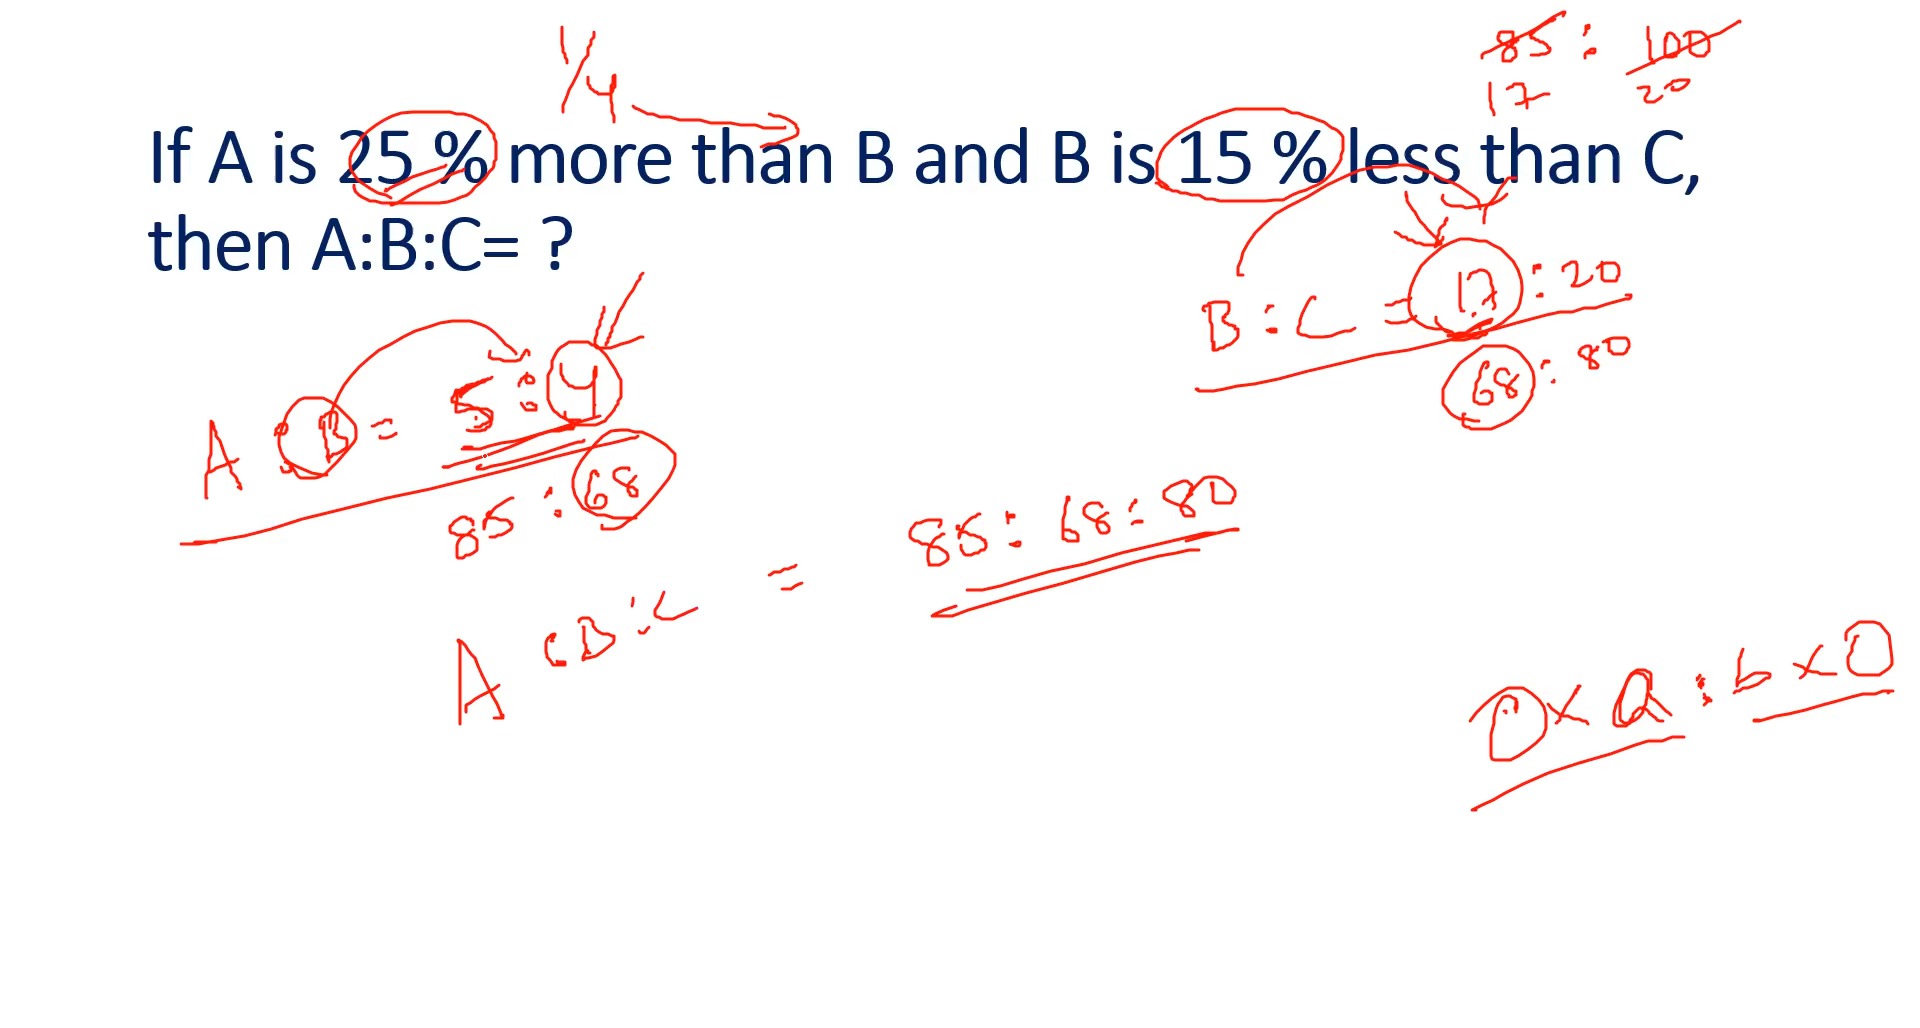 85 : 100
1/4
17 20
If A is 25 % more than B and B is 15 % less than C,
then A:B:C= ?
B : C = 17 : 20
68 : 80
A : B = 5 : 4
85 : 68
A : B : C = 85 : 68 : 80
× a : b ×